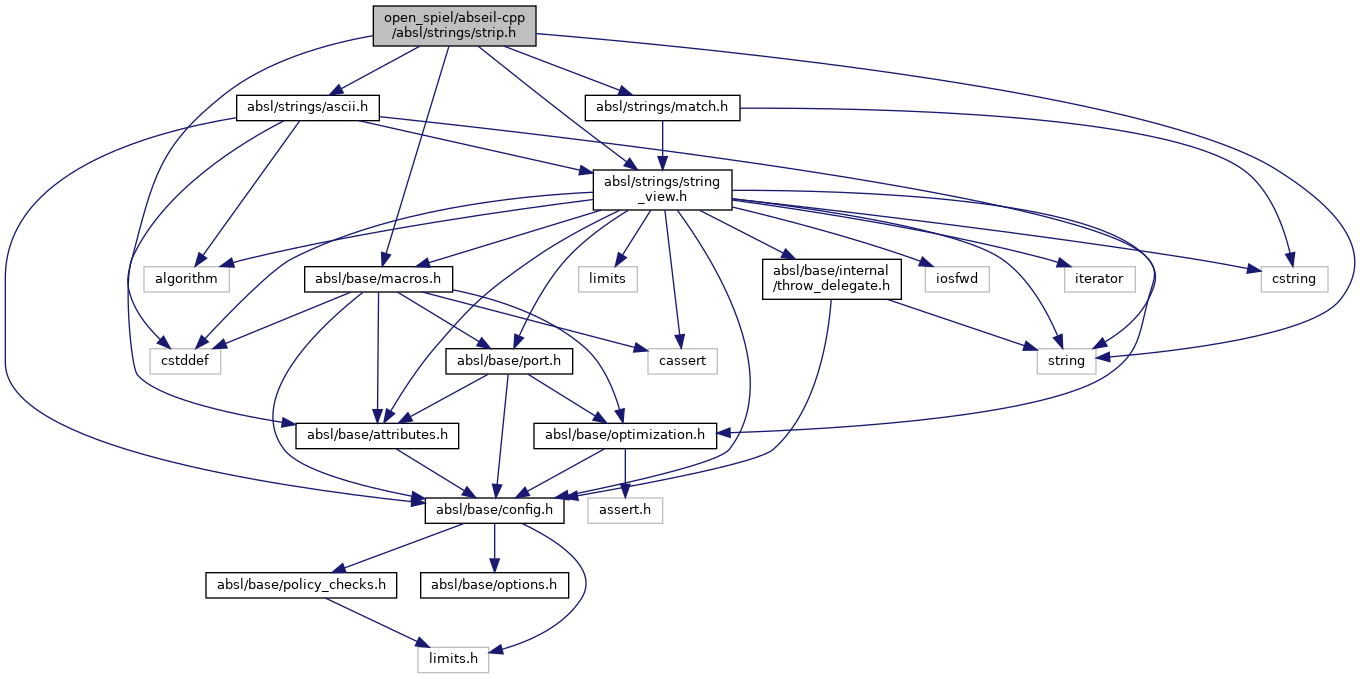 open_spiel/abseil-cpp
/absl/strings/strip.h
absl/strings/ascii.h
absl/strings/match.h
absl/strings/string
_view.h
algorithm
absl/base/macros.h
limits
absl/base/internal
/throw_delegate.h
iosfwd
iterator
cstring
cstddef
absl/base/port.h
cassert
string
absl/base/attributes.h
absl/base/optimization.h
absl/base/config.h
assert.h
absl/base/policy_checks.h
absl/base/options.h
limits.h